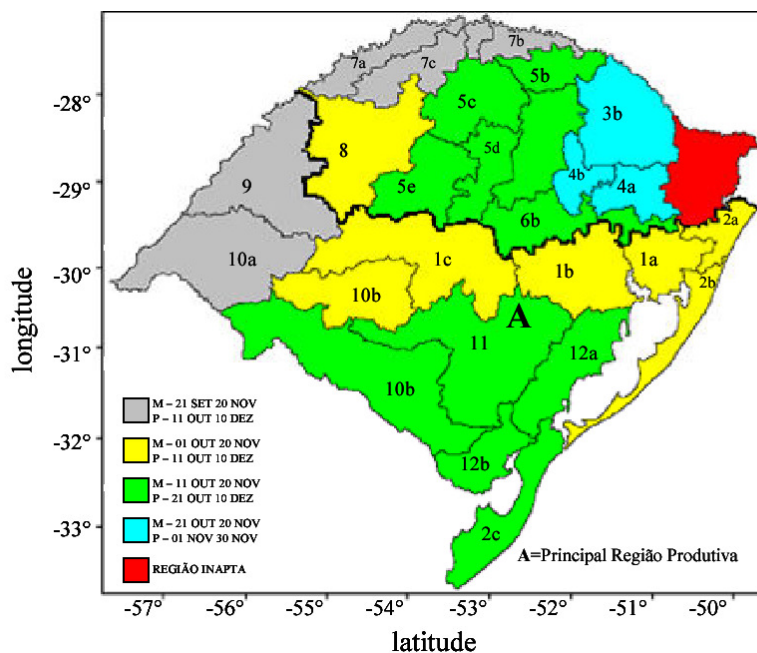 7b
7a
7c
5b
-28°
5c
3b
8
5d
4b
4a
9
5e
-29°
6b
2a
10a
1c
1b
1a
-30°
2b
10b
A
longitude
11
12a
-31°
10b
M – 21 SET 20 NOV
P – 11 OUT 10 DEZ
M – 01 OUT 20 NOV
P – 11 OUT 10 DEZ
-32°
12b
M – 11 OUT 20 NOV
P – 21 OUT 10 DEZ
M – 21 OUT 20 NOV
P – 01 NOV 30 NOV
-33°
2c
A=Principal Região Produtiva
REGIÃO INAPTA
-57° -56° -55° -54° -53° -52° -51° -50°
latitude